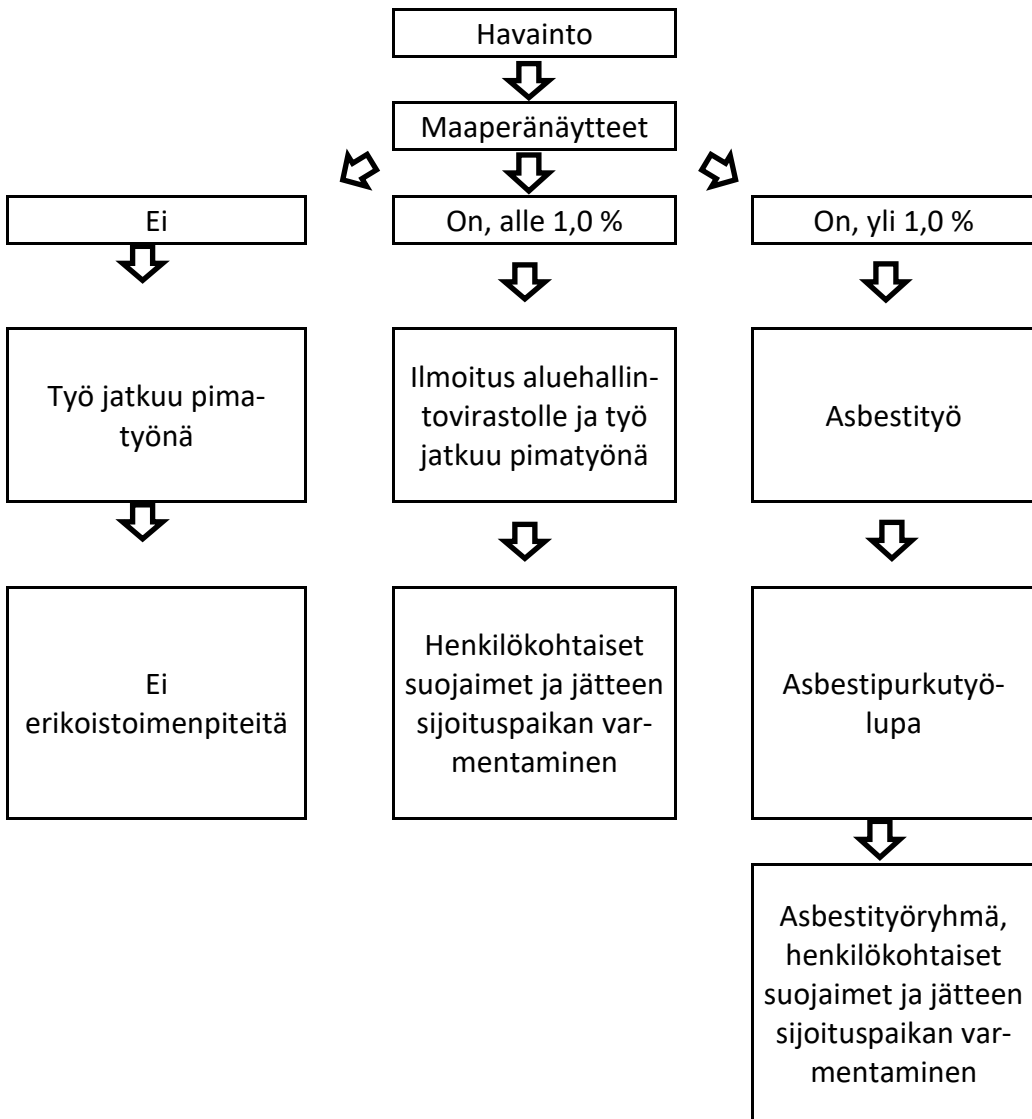 Havainto
Maaperänäytteet
Ei
On, alle 1,0 %
On, yli 1,0 %
Työ jatkuu pima-
työnä
Ilmoitus aluehallin-
tovirastolle ja työ
jatkuu pimatyönä
Asbestityö
Ei
erikoistoimenpiteitä
Henkilökohtaiset
suojaimet ja jätteen
sijoituspaikan var-
mentaminen
Asbestipurkutyö-
lupa
Asbestityöryhmä,
henkilökohtaiset
suojaimet ja jätteen
sijoituspaikan var-
mentaminen